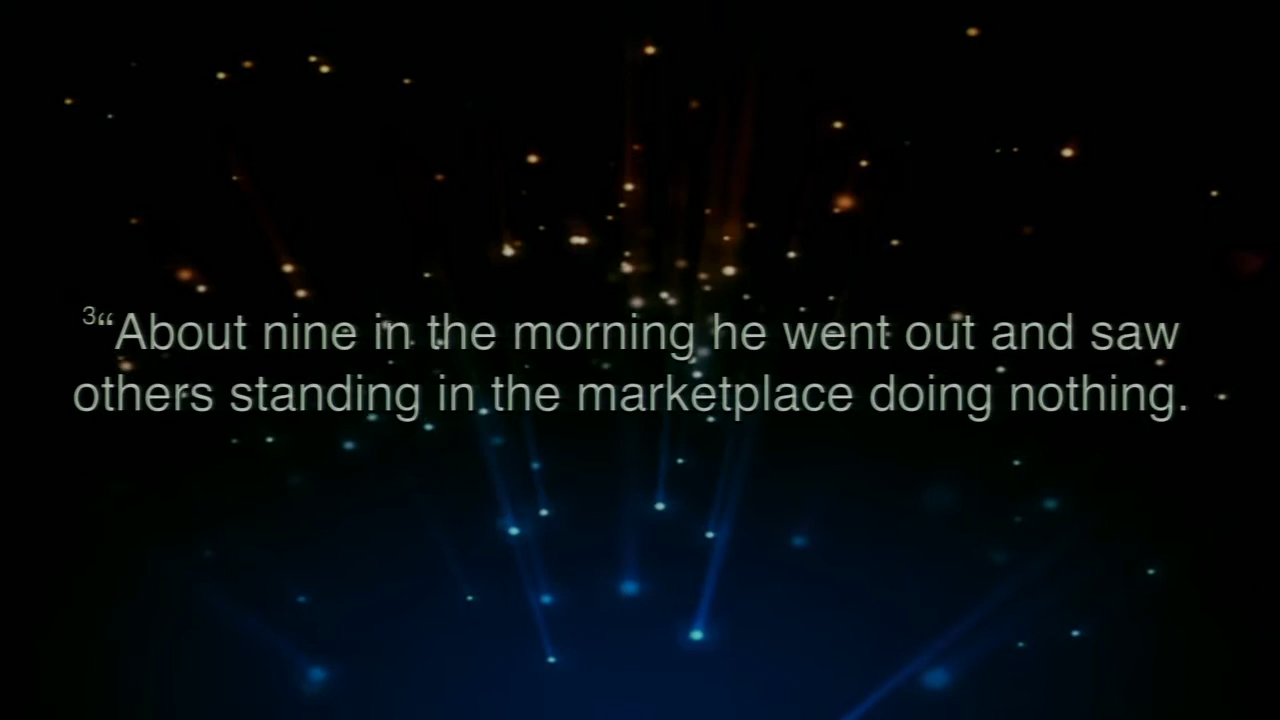 ³“About nine in the morning he went out and saw
others standing in the marketplace doing nothing.